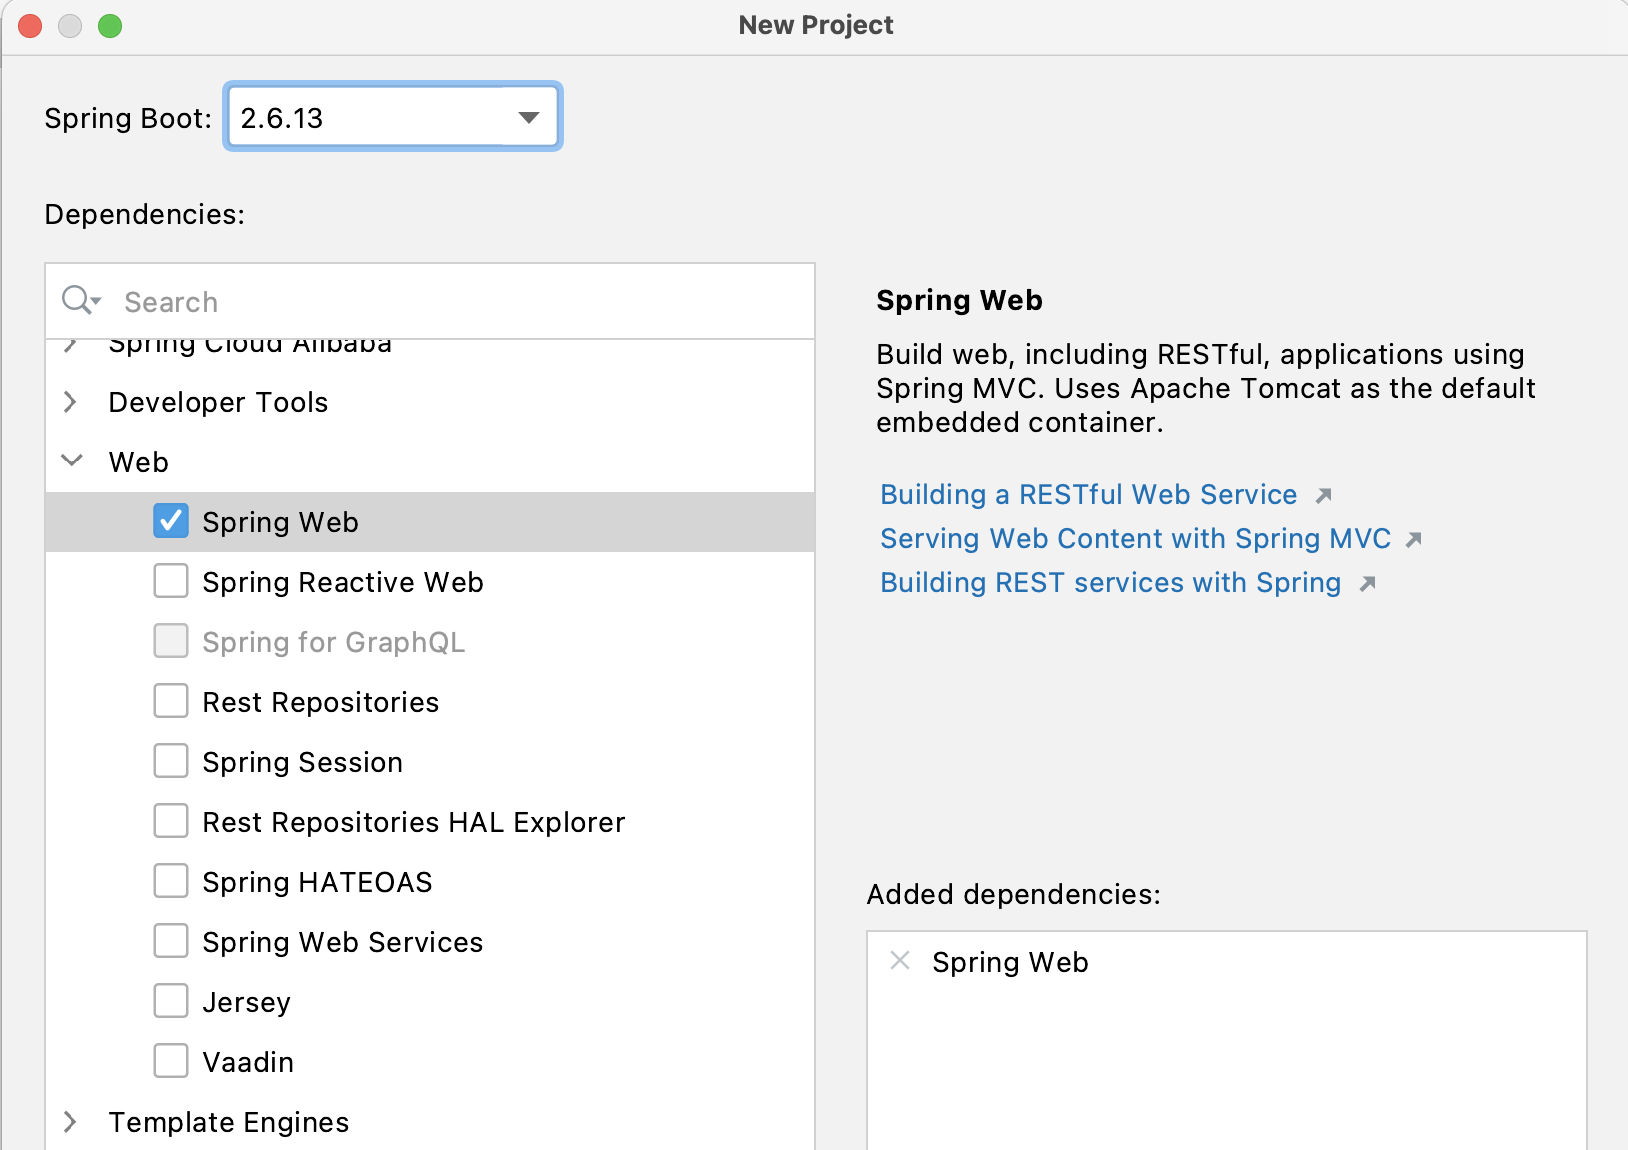 New Project
Spring Boot: 2.6.13
Dependencies:
Search
Spring Cloud Alibaba
Developer Tools
Web
Spring Web
Spring Reactive Web
Spring for GraphQL
Rest Repositories
Spring Session
Rest Repositories HAL Explorer
Spring HATEOAS
Spring Web Services
Jersey
Vaadin
Template Engines
Spring Web
Build web, including RESTful, applications using
Spring MVC. Uses Apache Tomcat as the default
embedded container.
Building a RESTful Web Service
Serving Web Content with Spring MVC
Building REST services with Spring
Added dependencies:
Spring Web